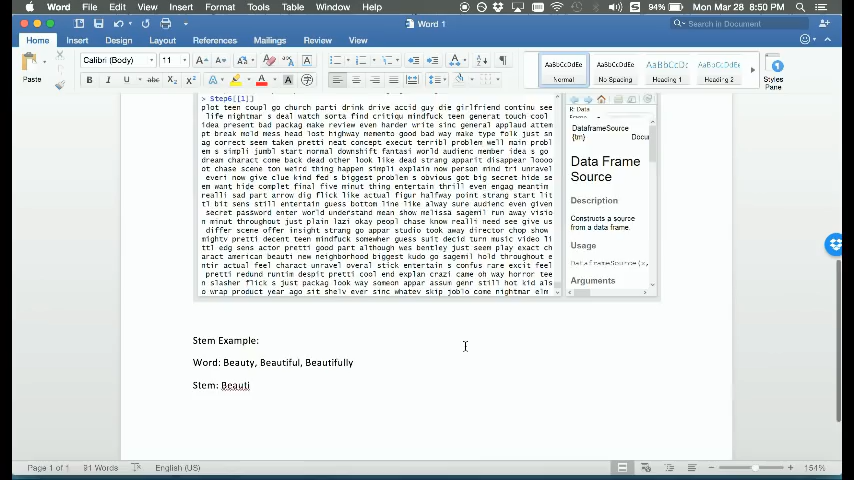 Word File Edit View Insert Format Font Tools Table Window Help 94% Mon Mar 28 8:50 PM
Word 1
Search in Document
Home Insert Design Layout References Mailings Review View
Paste
Calibri (Body) 11
AaBbCcDdEe AaBbCcDdEe AaBbCcDc AaBbCcDdEe
Normal No Spacing Heading 1 Heading 2
Styles Pane
> Step6[[1]]
plot teen coupl go church parti drink drive accid guy die girlfriend continu see
life nightmar s deal watch sorta find critiqu mindfuck teen generat touch cool
idea present bad packag make review even harder write sinc general applaud attem
pt break mold mess head lost highway memento good bad way make type folk just sn
ag correct seem taken pretti neat concept execut terribl problem well main probl
em s simpli jumbl start normal downshift fantasi world audienc member idea s go
dream charact come back dead other look like dead strang apparit disappear loooo
ot chase scene ton weird thing happen simpli explain now person mind tri unravel
everi now give clue kind fed s biggest problem s obvious got big secret hide se
em want hide complet final five minut thing entertain thrill even engag meantim
realli sad part arrow dig flick like actual figur halfway point strang start lit
tl bit sens still entertain guess bottom line like alway sure audienc even given
secret password enter world understand mean show melissa sagemil run away vision
n minut throughout just plain lazi okay peopl chase know realli need see give us
differ scene offer insight strang go appar studio took away director chop show
mighty pretti decent teen mindfuck somewher guess suit decid turn music video li
ttl edg sens actor pretti good part although was bentley just seem play exact ch
aract american beauti new neighborhood biggest kudo go sagemil hold throughout e
ntir actual feel charact unravel overal stick entertain s confus rare excit feel
pretti redund runtim despit pretti cool end explan crazi came oh way horror tee
n slasher flick s just packag look way someon appar assum genr still hot kid als
o wrap product year ago sit shelv ever sinc whatev skip joblo come nightmar elm
R: Data
DataframeSource
{tm}
Docu
Data Frame
Source
Description
Constructs a source
from a data frame.
Usage
DataframeSource(x,
Arguments
Stem Example:
Word: Beauty, Beautiful, Beautifully
Stem: Beauti
Page 1 of 1 91 Words English (US) 154%